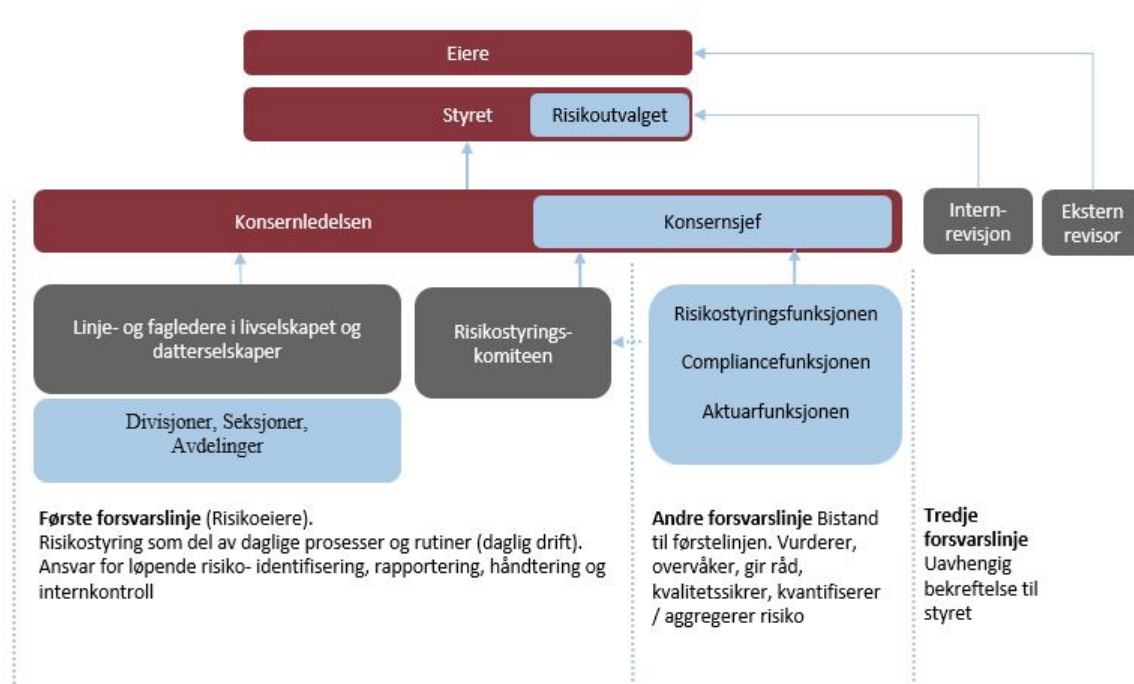 Eiere
Styret
Risikoutvalget
Konsernledelsen
Konsernsjef
Intern-
revisjon
Ekstern
revisor
Linje- og fagledere i livselskapet og
datterselskaper
Risikostyrings-
komiteen
Risikostyringsfunksjonen
Compliancefunksjonen
Aktuarfunksjonen
Divisjoner, Seksjoner,
Avdelinger
Første forsvarslinje (Risikoeiere).
Risikostyring som del av daglige prosesser og rutiner (daglig drift).
Ansvar for løpende risiko- identifisering, rapportering, håndtering og
internkontroll
Andre forsvarslinje Bistand
til førstelinjen. Vurderer,
overvåker, gir råd,
kvalitetssikrer, kvantifiserer
/ aggregerer risiko
Tredje
forsvarslinje
Uavhengig
bekreftelse til
styret